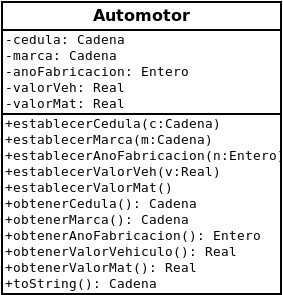 Automotor
-cedula: Cadena
-marca: Cadena
-anoFabricacion: Entero
-valorVeh: Real
-valorMat: Real
+establecerCedula(c:Cadena)
+establecerMarca(m:Cadena)
+establecerAnoFabricacion(n:Entero)
+establecerValorVeh(v:Real)
+establecerValorMat()
+obtenerCedula(): Cadena
+obtenerMarca(): Cadena
+obtenerAnoFabricacion(): Entero
+obtenerValorVehiculo(): Real
+obtenerValorMat(): Real
+toString(): Cadena